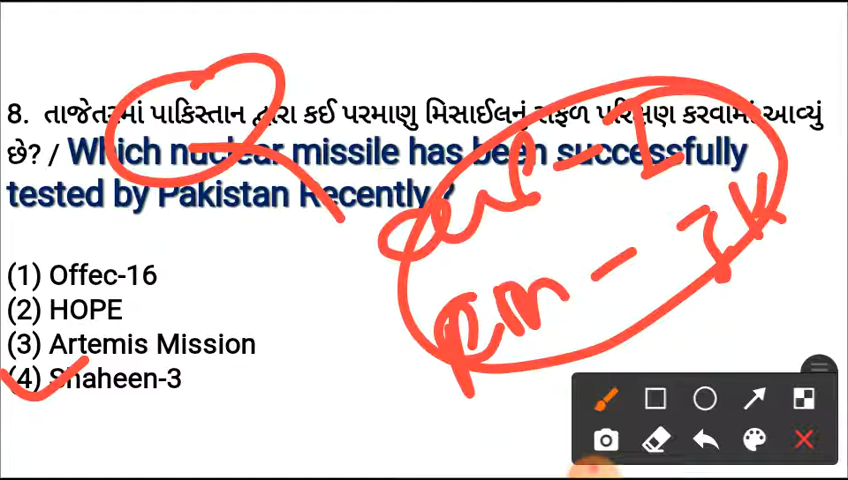 8. તાજેતરમાં પાકિસ્તાન દ્વારા કઈ પરમાણુ મિસાઈલનું સફળ પરિક્ષણ કરવામાં આવ્યું
છે? / Which nuclear missile has been successfully
tested by Pakistan Recently ?
(1) Offec-16
(2) HOPE
(3) Artemis Mission
(4) Shaheen-3